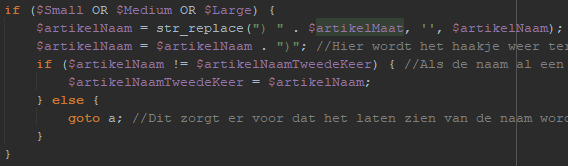 if ($Small OR $Medium OR $Large) {
$artikelNaam = str_replace(") " . $artikelMaat, '', $artikelNaam);
$artikelNaam = $artikelNaam . ")"; //Hier wordt het haakje weer ter
if ($artikelNaam != $artikelNaamTweedeKeer) { //Als de naam al een
$artikelNaamTweedeKeer = $artikelNaam;
} else {
goto a; //Dit zorgt er voor dat het laten zien van de naam word
}
}